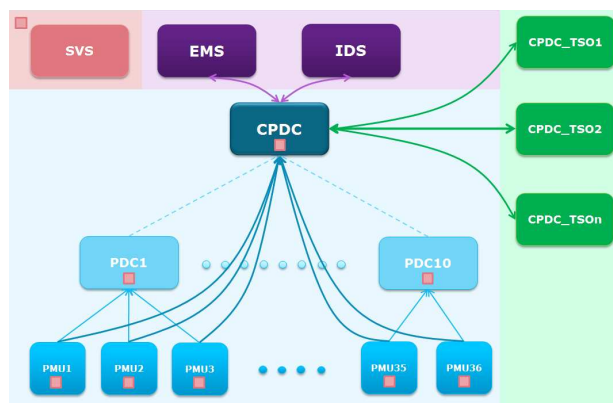 SVS
EMS
IDS
CPDC_TSO1
CPDC
CPDC_TSO2
CPDC_TSOn
PDC1
PDC10
PMU1
PMU2
PMU3
PMU35
PMU36